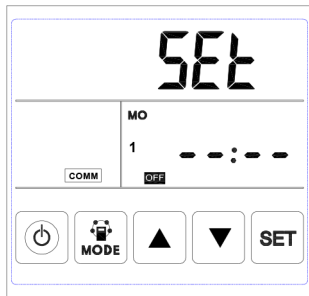 SEt
MO
1
--:--
COMM
OFF
MODE
SET